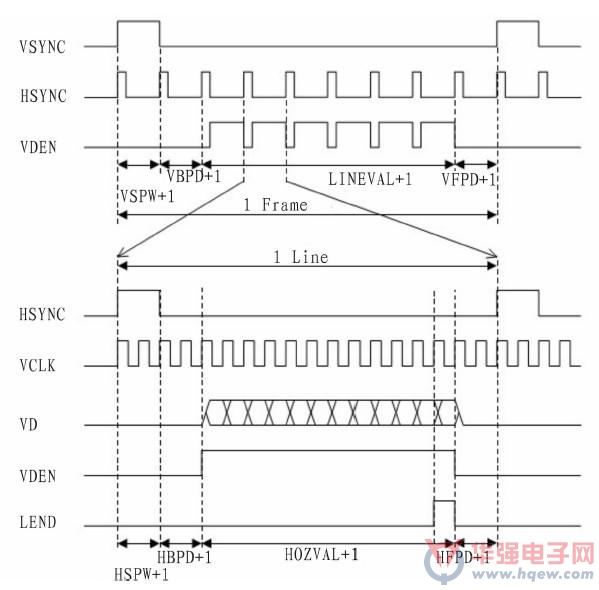 VSYNC
HSYNC
VDEN
VBPD+1
LINEVAL+1
VFPD+1
VSPW+1
1 Frame
1 Line
HSYNC
VCLK
VD
VDEN
LEND
HBPD+1
HOZVAL+1
HFPD+1
HSPW+1
华强电子网
www.hqew.com